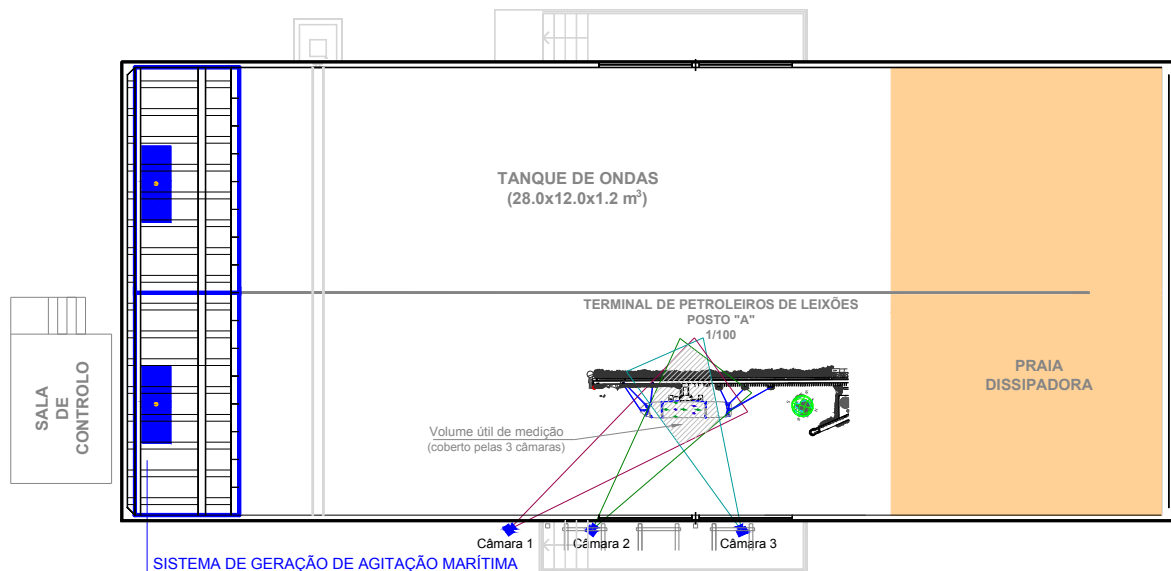 TANQUE DE ONDAS
(28.0x12.0x1.2 m³)
TERMINAL DE PETROLEIROS DE LEIXÕES
POSTO "A"
1/100
SALA
DE
CONTROLO
PRAIA
DISSIPADORA
Volume útil de medição
(coberto pelas 3 câmaras)
Câmara 1
Câmara 2
Câmara 3
SISTEMA DE GERAÇÃO DE AGITAÇÃO MARÍTIMA